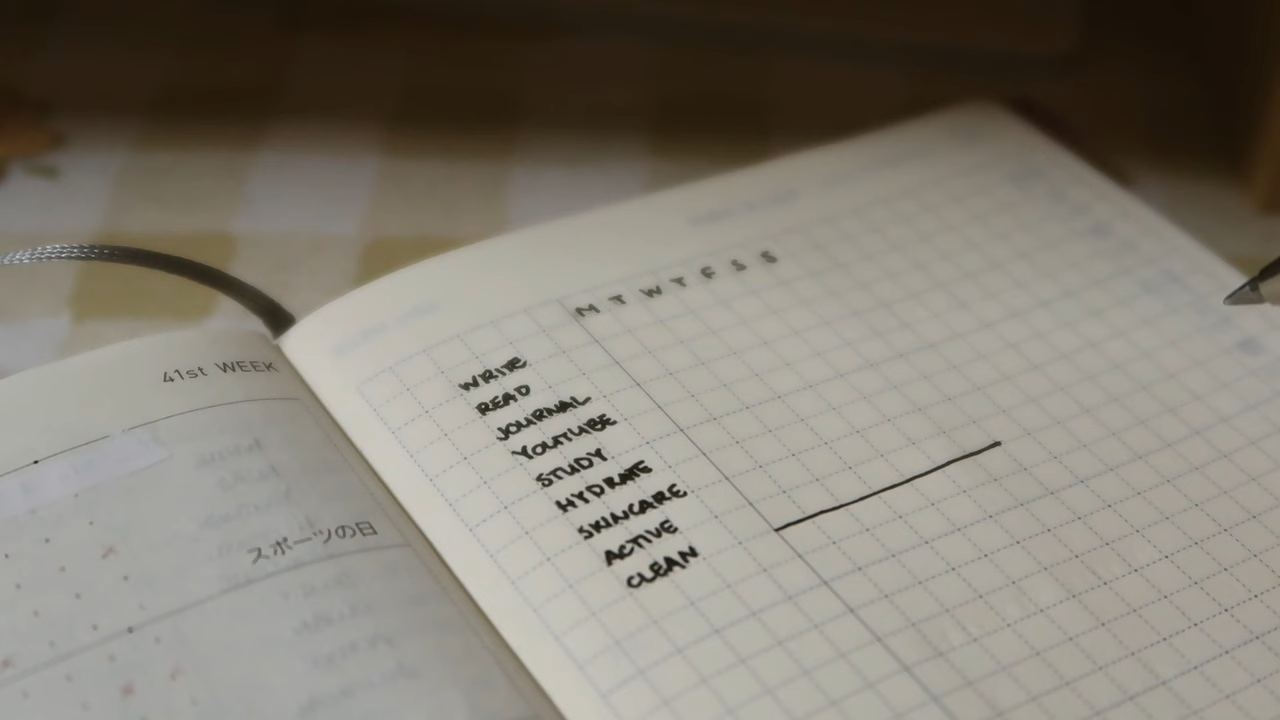 41st WEEK
スポーツの日
M T W T F S S
WRITE
READ
JOURNAL
YOUTUBE
STUDY
HYDRATE
SKINCARE
ACTIVE
CLEAN